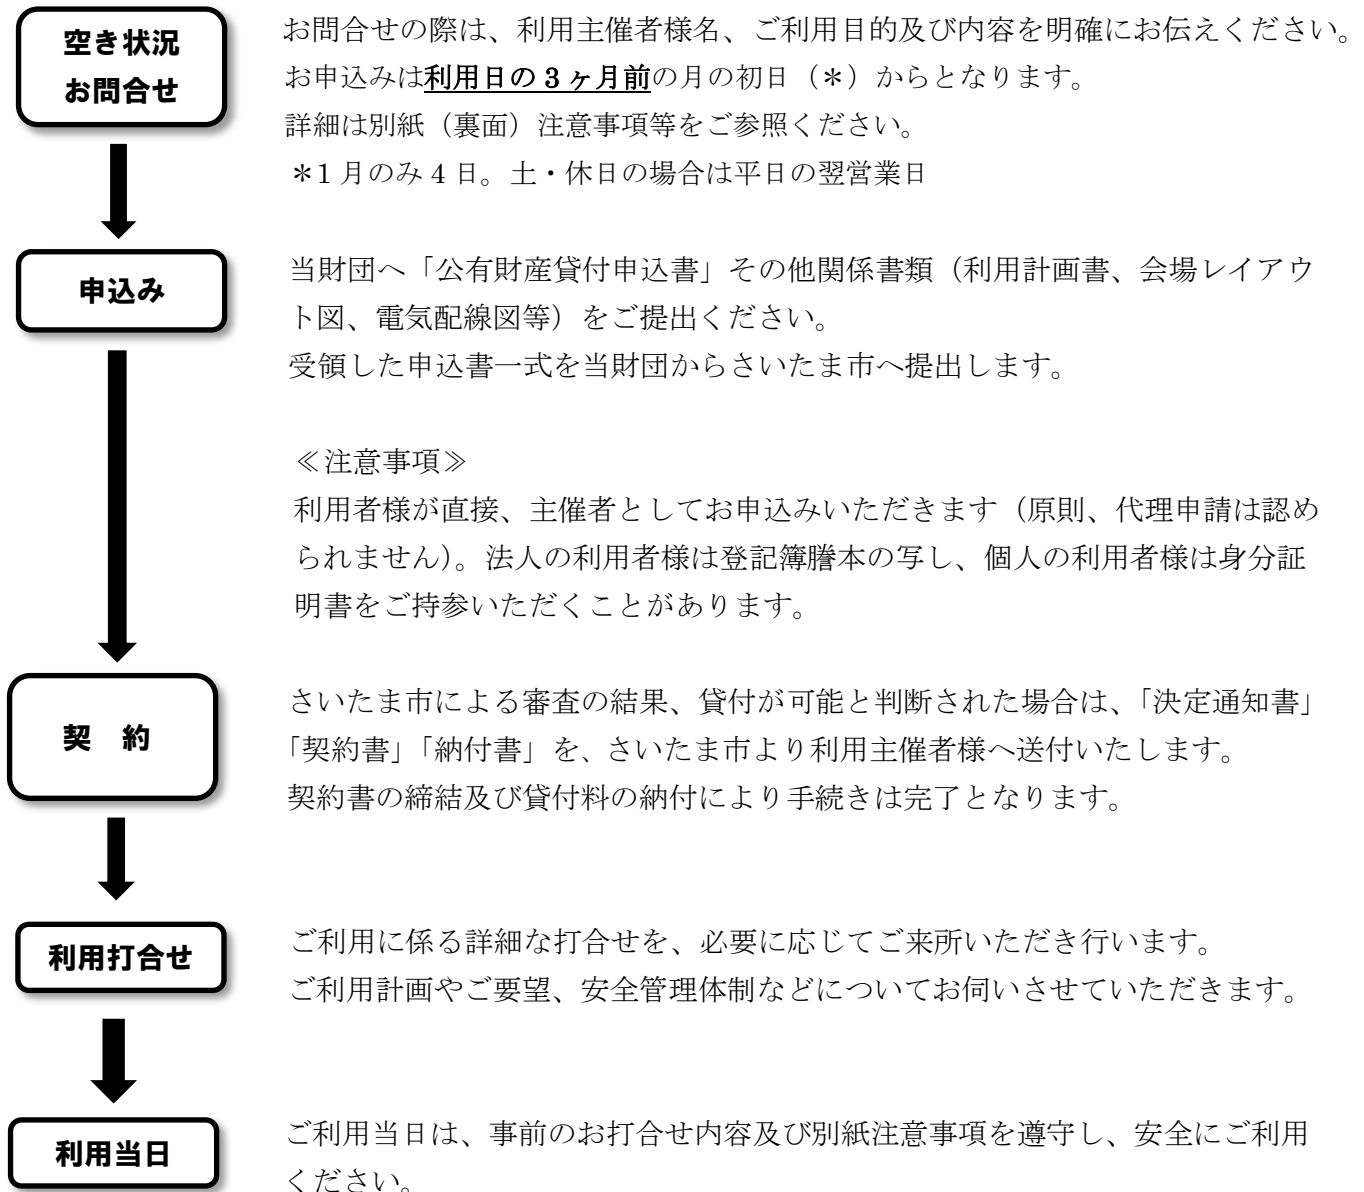 空き状況
お問合せ
お問合せの際は、利用主催者様名、ご利用目的及び内容を明確にお伝えください。
お申込みは利用日の3ヶ月前の月の初日（＊）からとなります。
詳細は別紙（裏面）注意事項等をご参照ください。
＊1月のみ4日。土・休日の場合は平日の翌営業日
申込み
当財団へ「公有財産貸付申込書」その他関係書類（利用計画書、会場レイアウ
ト図、電気配線図等）をご提出ください。
受領した申込書一式を当財団からさいたま市へ提出します。
≪注意事項≫
利用者様が直接、主催者としてお申込みいただきます（原則、代理申請は認め
られません）。法人の利用者様は登記簿謄本の写し、個人の利用者様は身分証
明書をご持参いただくことがあります。
契　約
さいたま市による審査の結果、貸付が可能と判断された場合は、「決定通知書」
「契約書」「納付書」を、さいたま市より利用主催者様へ送付いたします。
契約書の締結及び貸付料の納付により手続きは完了となります。
利用打合せ
ご利用に係る詳細な打合せを、必要に応じてご来所いただき行います。
ご利用計画やご要望、安全管理体制などについてお伺いさせていただきます。
利用当日
ご利用当日は、事前のお打合せ内容及び別紙注意事項を遵守し、安全にご利用
ください。